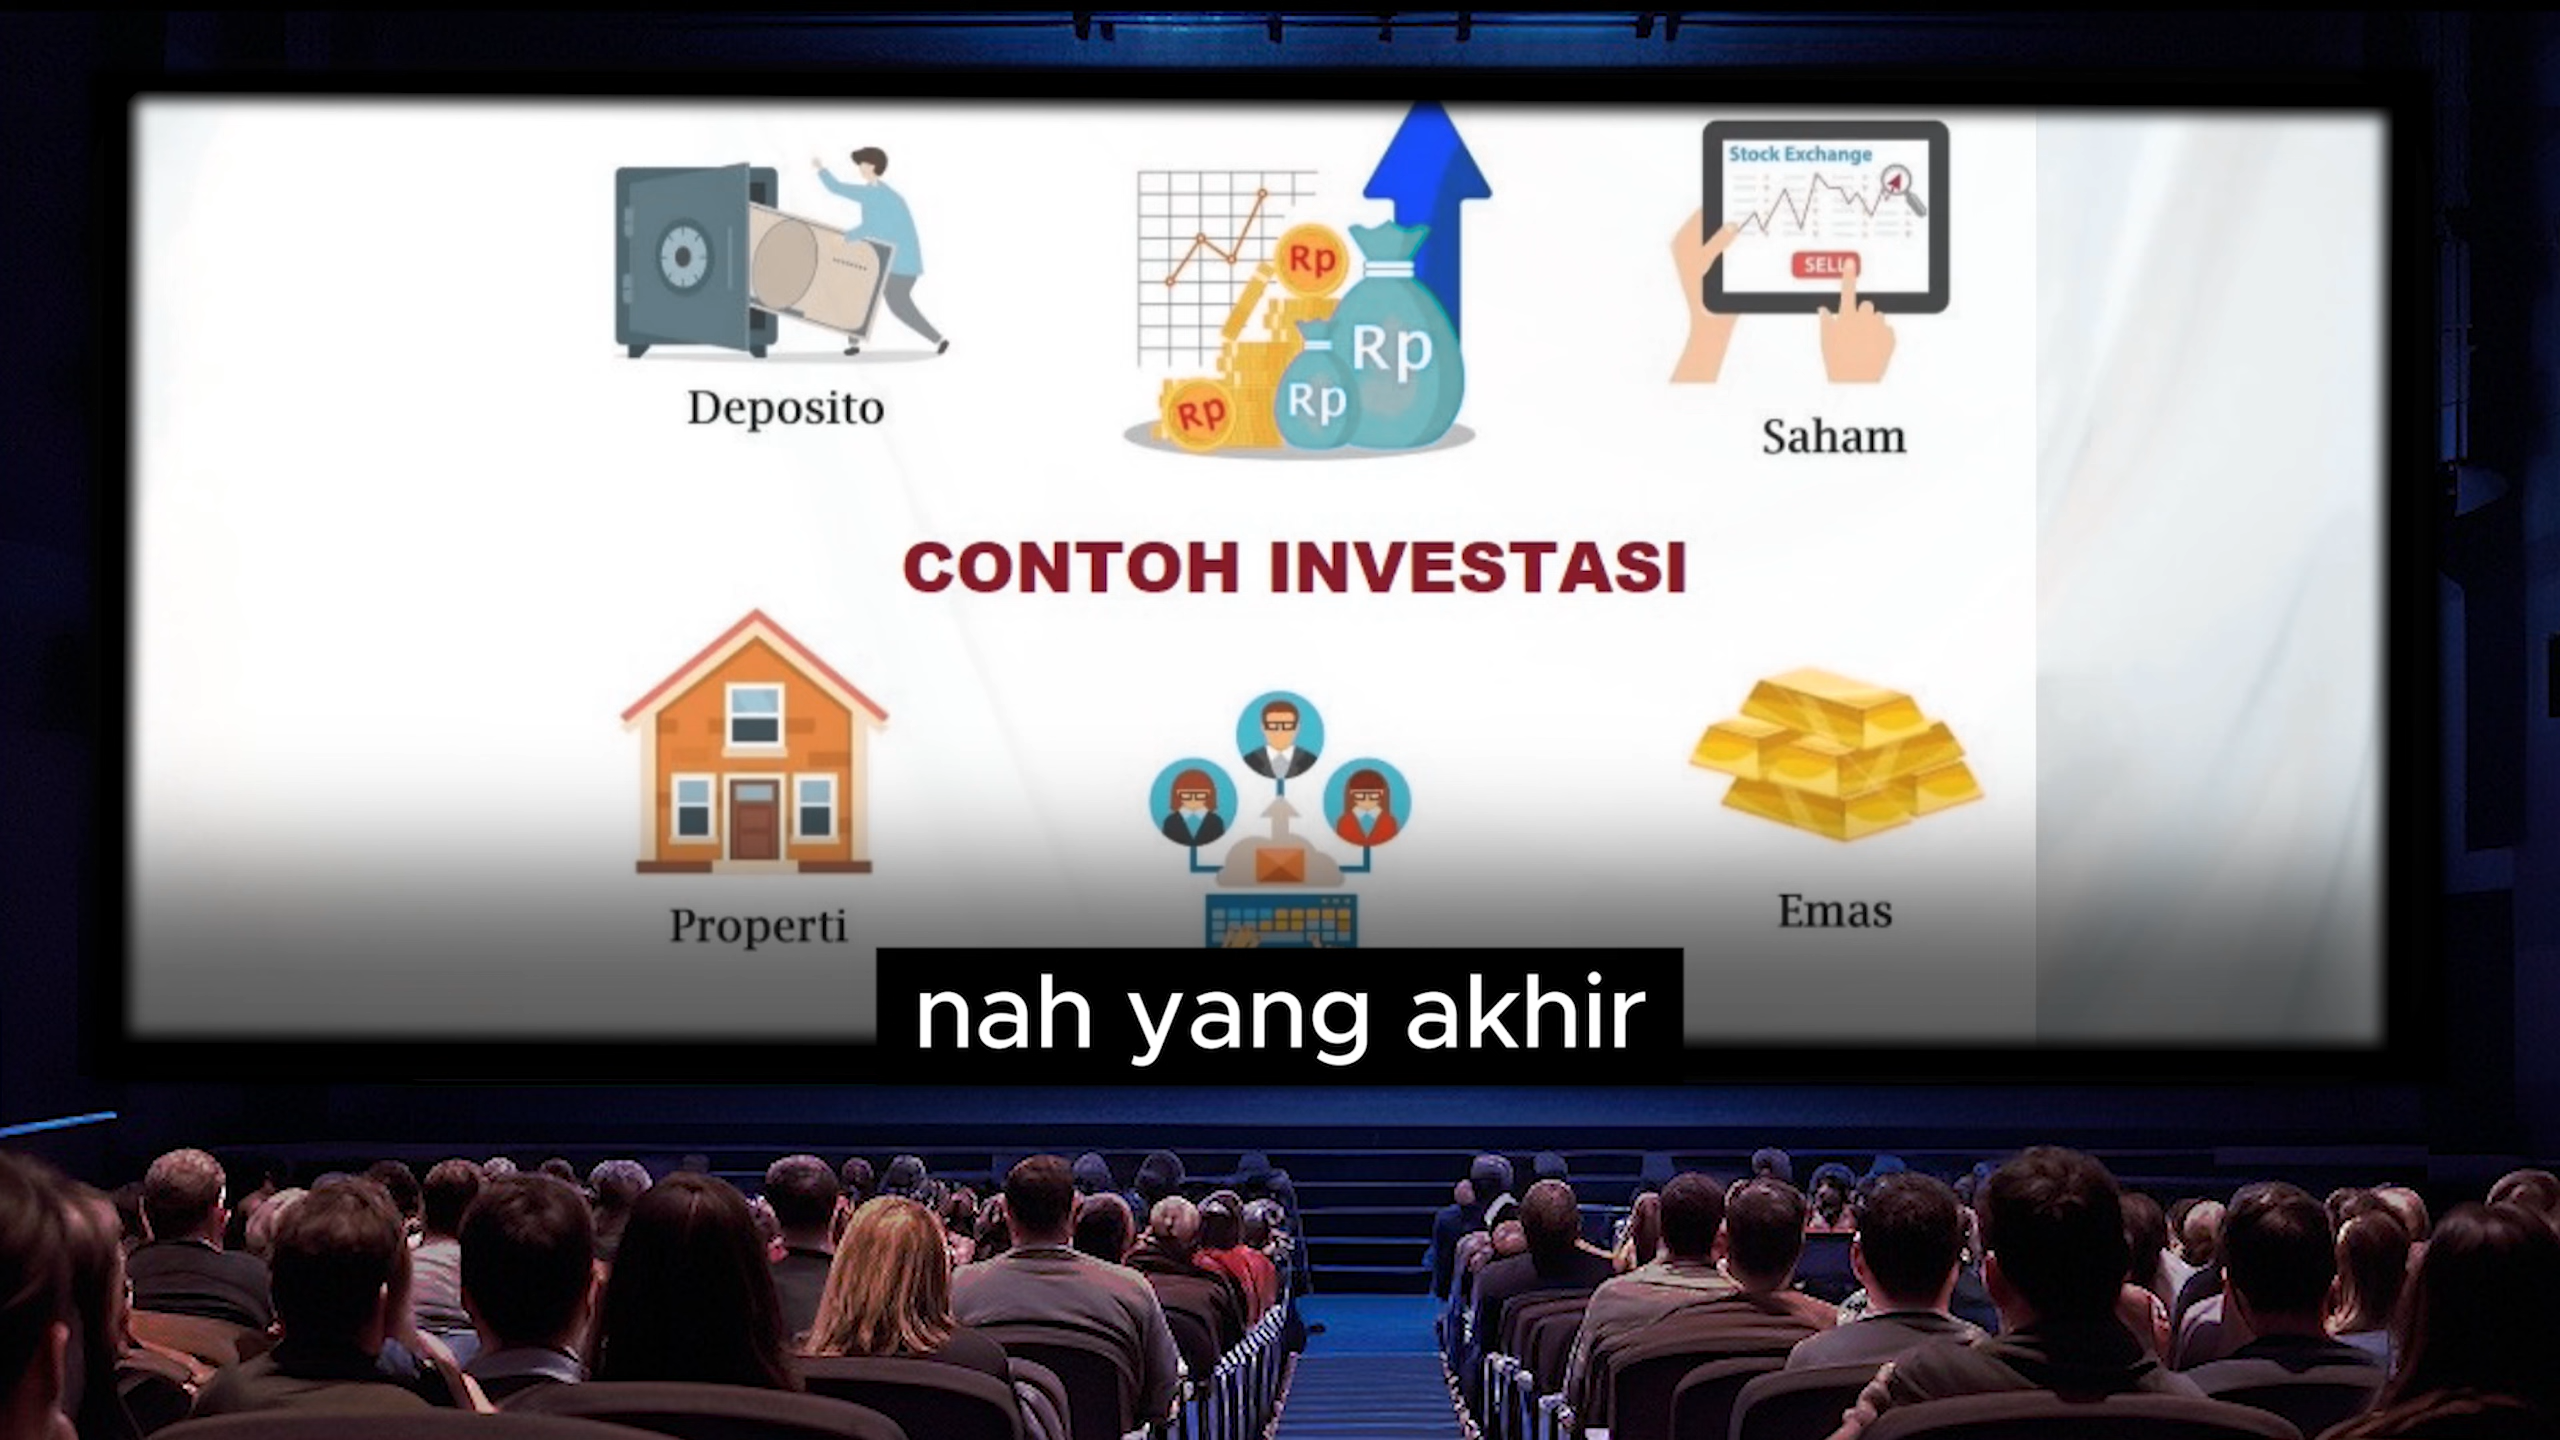 Stock Exchange
SELL
Rp
Rp
Rp
Rp
Deposito
Saham
CONTOH INVESTASI
Properti
Emas
nah yang akhir